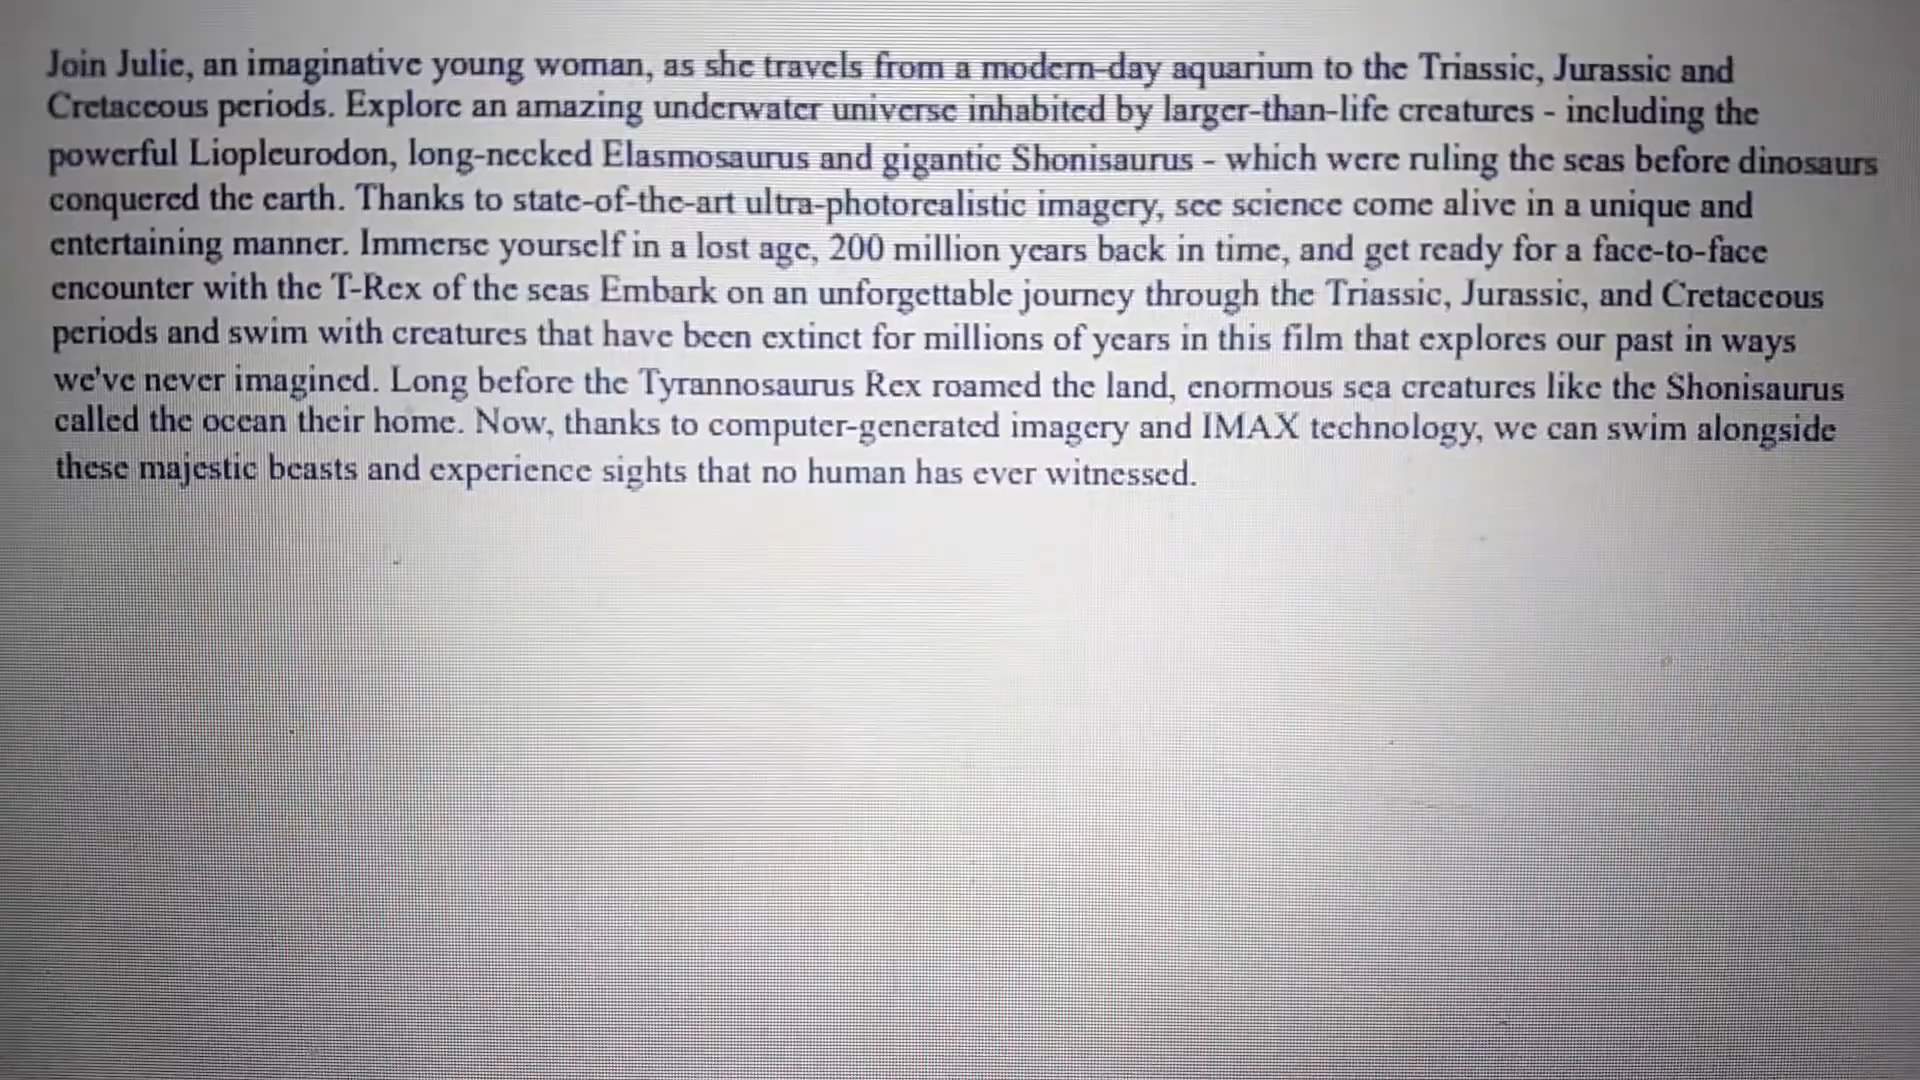 Join Julie, an imaginative young woman, as she travels from a modern-day aquarium to the Triassic, Jurassic and
Cretaceous periods. Explore an amazing underwater universe inhabited by larger-than-life creatures - including the
powerful Liopleurodon, long-necked Elasmosaurus and gigantic Shonisaurus - which were ruling the seas before dinosaurs
conquered the earth. Thanks to state-of-the-art ultra-photorealistic imagery, see science come alive in a unique and
entertaining manner. Immerse yourself in a lost age, 200 million years back in time, and get ready for a face-to-face
encounter with the T-Rex of the seas Embark on an unforgettable journey through the Triassic, Jurassic, and Cretaceous
periods and swim with creatures that have been extinct for millions of years in this film that explores our past in ways
we've never imagined. Long before the Tyrannosaurus Rex roamed the land, enormous sea creatures like the Shonisaurus
called the ocean their home. Now, thanks to computer-generated imagery and IMAX technology, we can swim alongside
these majestic beasts and experience sights that no human has ever witnessed.